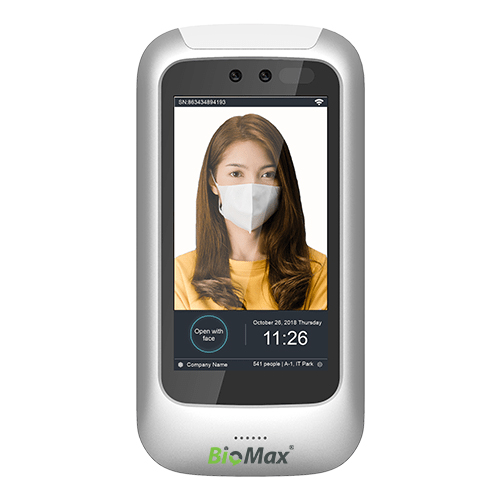 SN:863434894193
Open with
face
October 26, 2018 Thursday
11:26
Company Name
541 people | A-1, IT Park
BioMax®